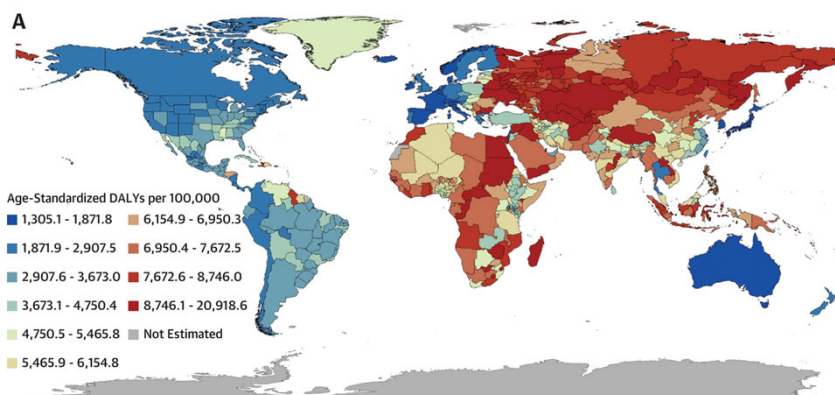 A
Age-Standardized DALYs per 100,000
1,305.1 - 1,871.8 6,154.9 - 6,950.3
1,871.9 - 2,907.5 6,950.4 - 7,672.5
2,907.6 - 3,673.0 7,672.6 - 8,746.0
3,673.1 - 4,750.4 8,746.1 - 20,918.6
4,750.5 - 5,465.8 Not Estimated
5,465.9 - 6,154.8